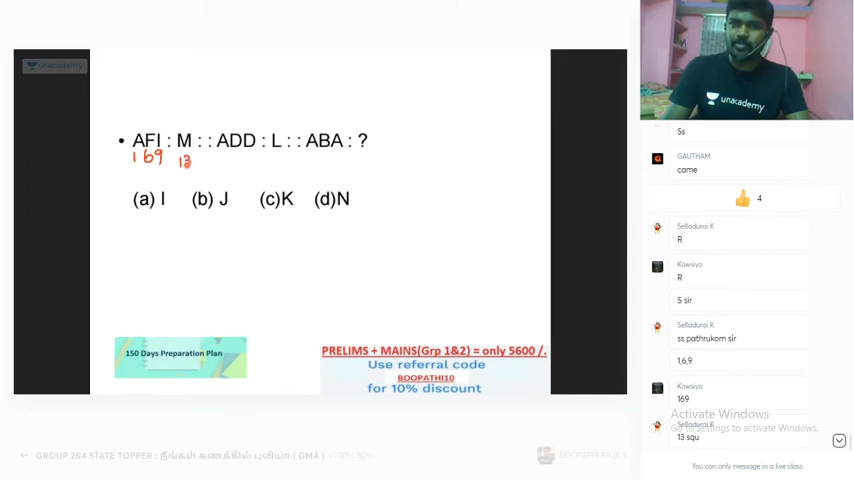 unacademy
• AFI : M : : ADD : L : : ABA : ?
169 13
(a) I (b) J (c)K (d)N
150 Days Preparation Plan
PRELIMS + MAINS(Grp 1&2) = only 5600 /.
Use referral code
BOOPATHI10
for 10% discount
GROUP 2&4 STATE TOPPER : நீங்கள் கணக்கில் புலியா ( GMA )
BOOPATHI RAJA S
unacademy
Ss
GAUTHAM
came
4
Selladurai K
R
Kowsiya
R
S sir
Selladurai K
ss pathrukom sir
1,6,9
Kowsiya
169
Activate Windows
Go to Settings to activate Windows.
Selladurai K
13 squ
You can only message in a live class